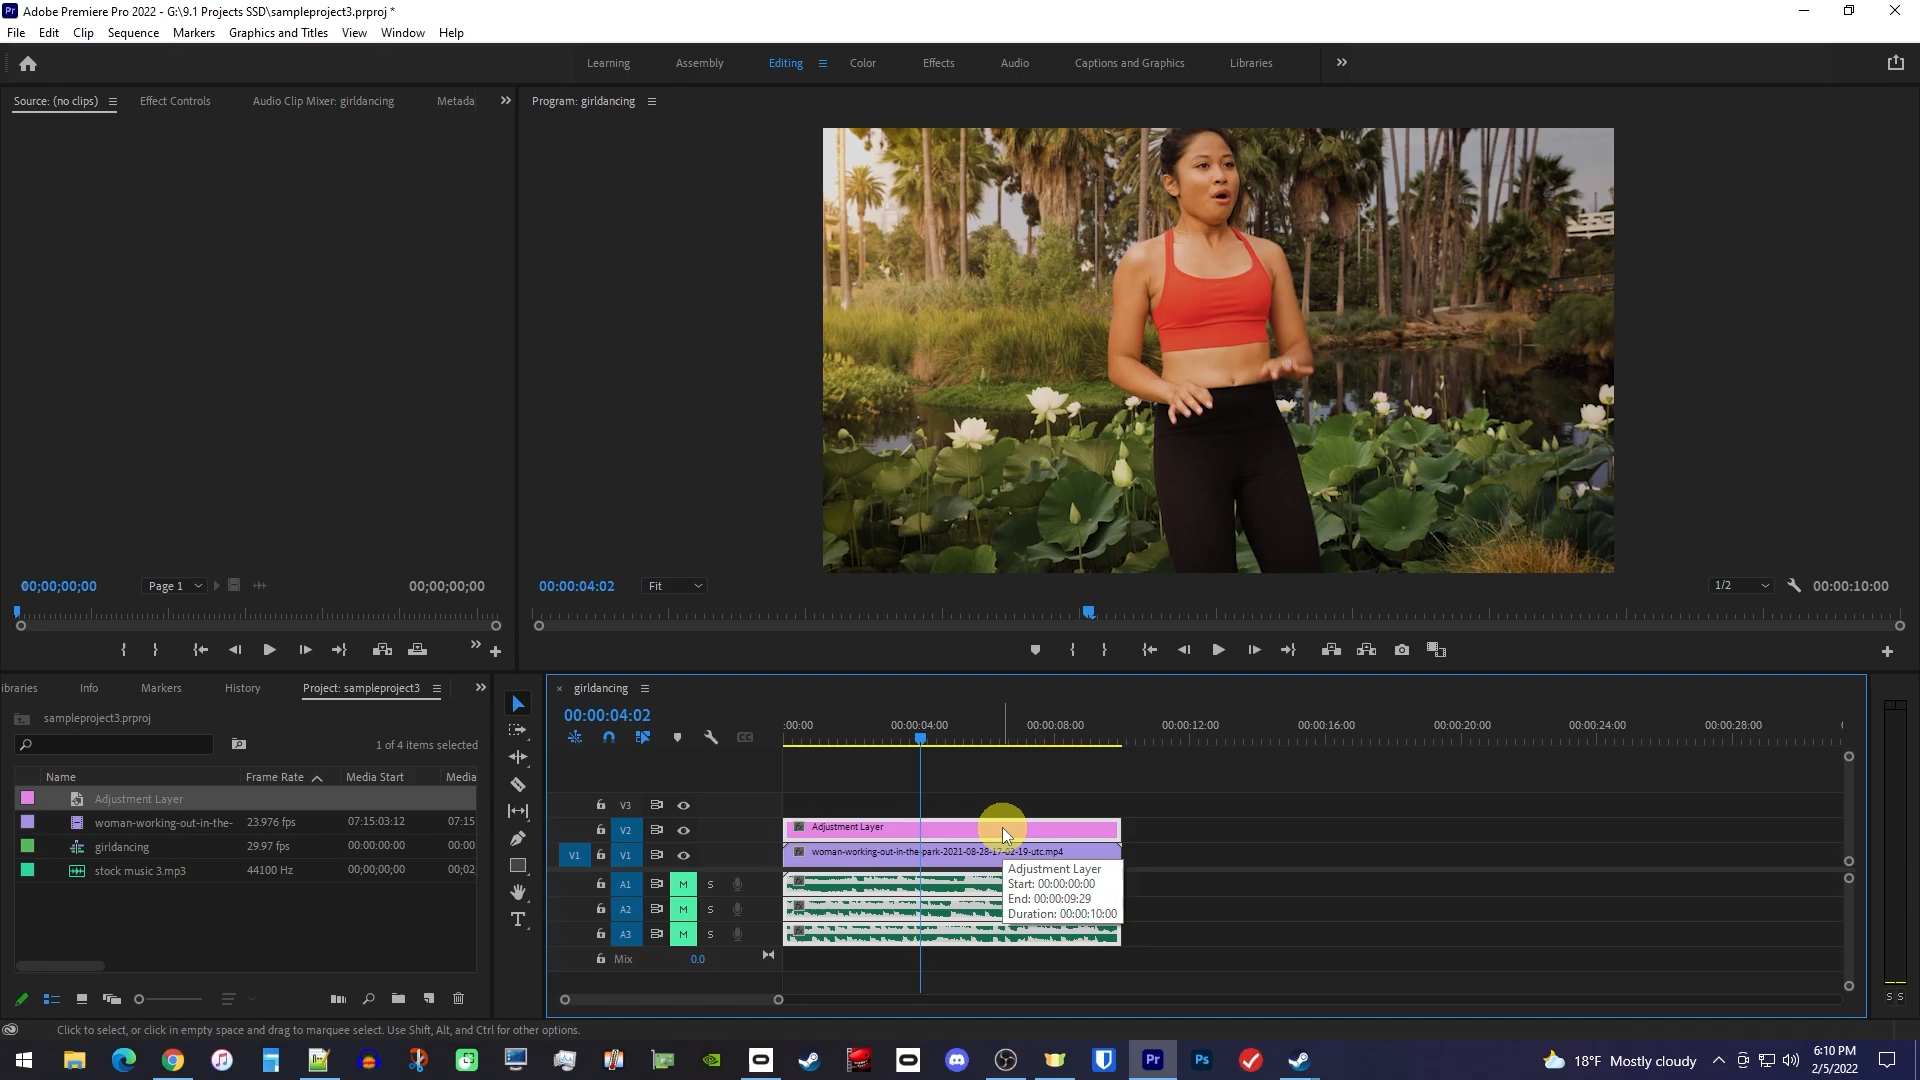 Pr Adobe Premiere Pro 2022 - G:\9.1 Projects SSD\sampleproject3.prproj *
File Edit Clip Sequence Markers Graphics and Titles View Window Help
Learning Assembly Editing Color Effects Audio Captions and Graphics Libraries
Source: (no clips) Effect Controls Audio Clip Mixer: girldancing Metada
Program: girldancing
00;00;00;00 Page 1 00;00;00;00
00:00:04:02 Fit 1/2 00:00:10:00
ibraries Info Markers History Project: sampleproject3
sampleproject3.prproj
1 of 4 items selected
Name Frame Rate Media Start Media
Adjustment Layer
woman-working-out-in-the- 23.976 fps 07:15:03:12 07:15
girldancing 29.97 fps 00:00:00:00 00:00
stock music 3.mp3 44100 Hz 00;00;00;00 00;02
girldancing
00:00:04:02
:00:00 00:00:04:00 00:00:08:00 00:00:12:00 00:00:16:00 00:00:20:00 00:00:24:00 00:00:28:00
CC
V3
V2 fx Adjustment Layer
V1 V1 fx woman-working-out-in-the-park-2021-08-28-17-02-19-utc.mp4
Adjustment Layer
Start: 00:00:00:00
End: 00:00:09:29
Duration: 00:00:10:00
A1 M S
A2 M S
A3 M S
Mix 0.0
S S
Click to select, or click in empty space and drag to marquee select. Use Shift, Alt, and Ctrl for other options.
Pr Ps 18°F Mostly cloudy 6:10 PM
2/5/2022